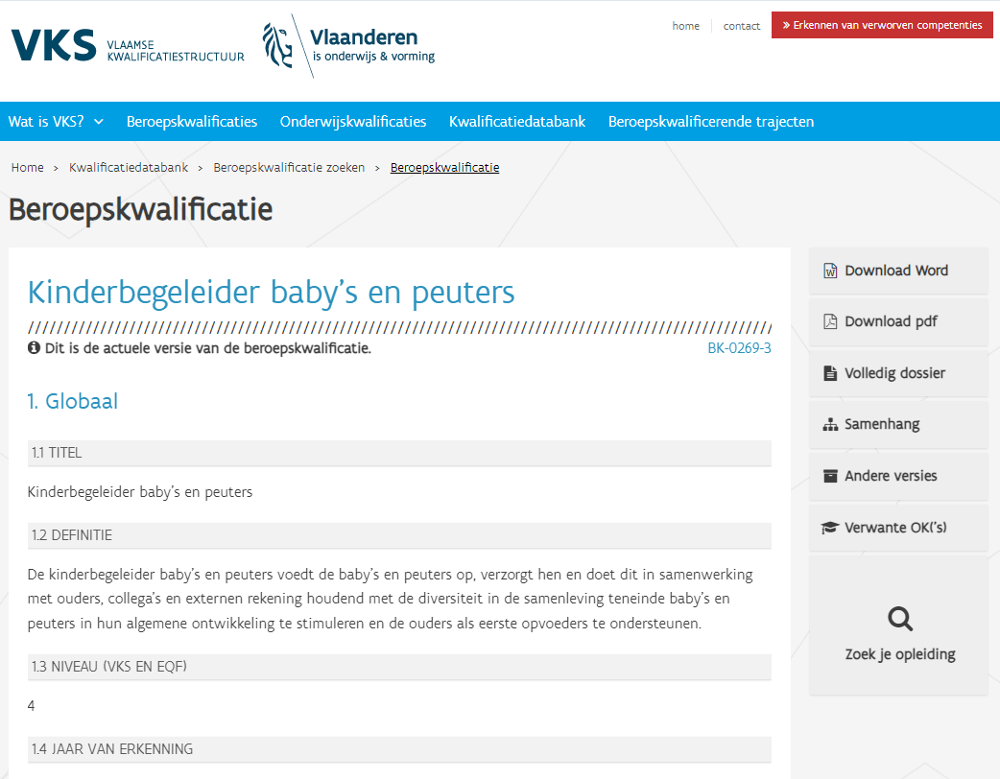 VKS VLAAMSE
KWALIFICATIESTRUCTUUR
Vlaanderen
is onderwijs & vorming
home
contact
» Erkennen van verworven competenties
Wat is VKS?
Beroepskwalificaties
Onderwijskwalificaties
Kwalificatiedatabank
Beroepskwalificerende trajecten
Home > Kwalificatiedatabank > Beroepskwalificatie zoeken > Beroepskwalificatie
Beroepskwalificatie
Kinderbegeleider baby's en peuters
Dit is de actuele versie van de beroepskwalificatie.
BK-0269-3
1. Globaal
1.1 TITEL
Kinderbegeleider baby's en peuters
1.2 DEFINITIE
De kinderbegeleider baby's en peuters voedt de baby's en peuters op, verzorgt hen en doet dit in samenwerking
met ouders, collega's en externen rekening houdend met de diversiteit in de samenleving teneinde baby's en
peuters in hun algemene ontwikkeling te stimuleren en de ouders als eerste opvoeders te ondersteunen.
1.3 NIVEAU (VKS EN EQF)
4
1.4 JAAR VAN ERKENNING
Download Word
Download pdf
Volledig dossier
Samenhang
Andere versies
Verwante OK('s)
Zoek je opleiding